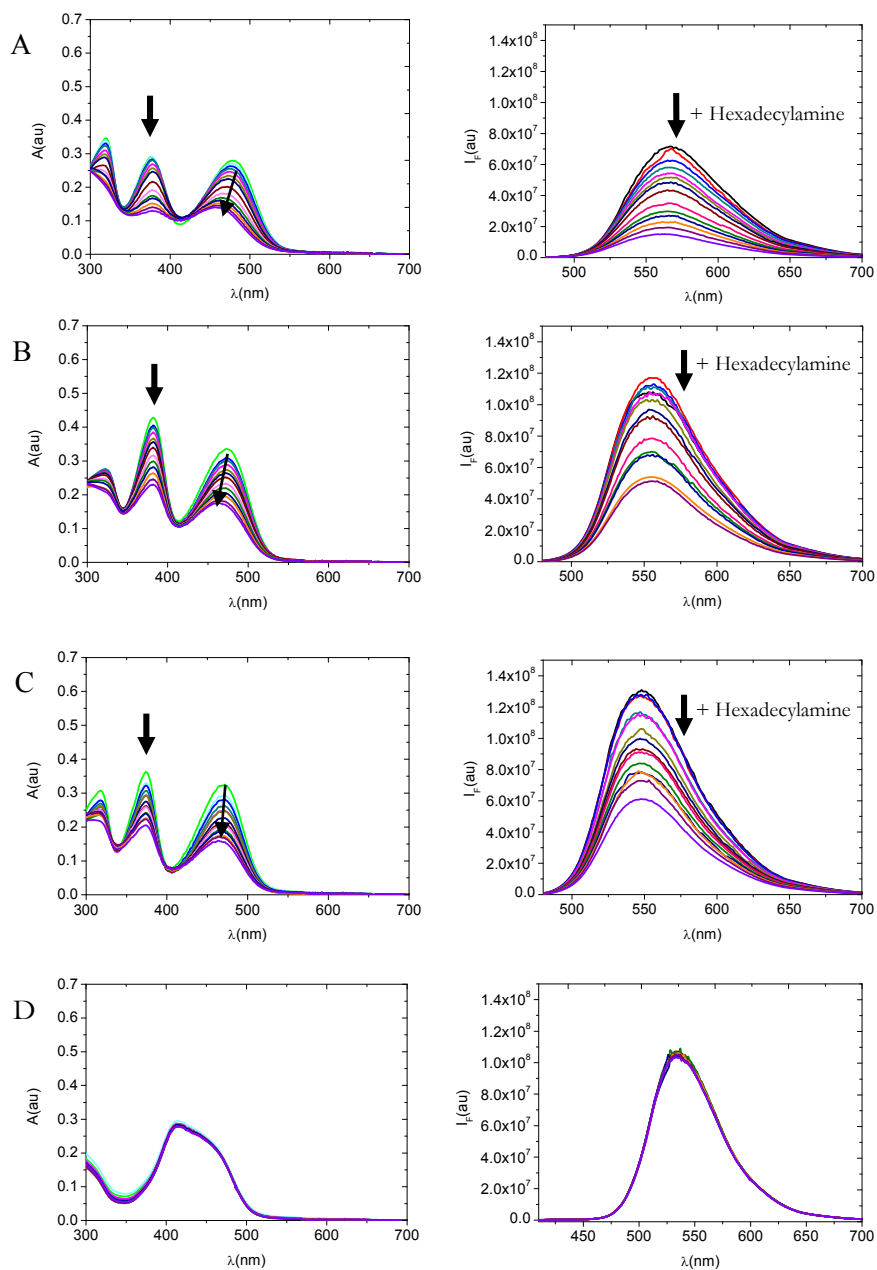 A
A(au)
0.7
0.6
0.5
0.4
0.3
0.2
0.1
0.0
300 400 500 600 700
λ(nm)
I_F(au)
1.4x10⁸
1.2x10⁸
1.0x10⁸
8.0x10⁷
6.0x10⁷
4.0x10⁷
2.0x10⁷
0.0
+ Hexadecylamine
500 550 600 650 700
λ(nm)
B
A(au)
0.7
0.6
0.5
0.4
0.3
0.2
0.1
0.0
300 400 500 600 700
λ(nm)
I_F(au)
1.4x10⁸
1.2x10⁸
1.0x10⁸
8.0x10⁷
6.0x10⁷
4.0x10⁷
2.0x10⁷
0.0
+ Hexadecylamine
500 550 600 650 700
λ(nm)
C
A(au)
0.7
0.6
0.5
0.4
0.3
0.2
0.1
0.0
300 400 500 600 700
λ(nm)
I_F(au)
1.4x10⁸
1.2x10⁸
1.0x10⁸
8.0x10⁷
6.0x10⁷
4.0x10⁷
2.0x10⁷
0.0
+ Hexadecylamine
500 550 600 650 700
λ(nm)
D
A(au)
0.7
0.6
0.5
0.4
0.3
0.2
0.1
0.0
300 400 500 600 700
λ(nm)
I_F(au)
1.4x10⁸
1.2x10⁸
1.0x10⁸
8.0x10⁷
6.0x10⁷
4.0x10⁷
2.0x10⁷
0.0
450 500 550 600 650 700
λ(nm)